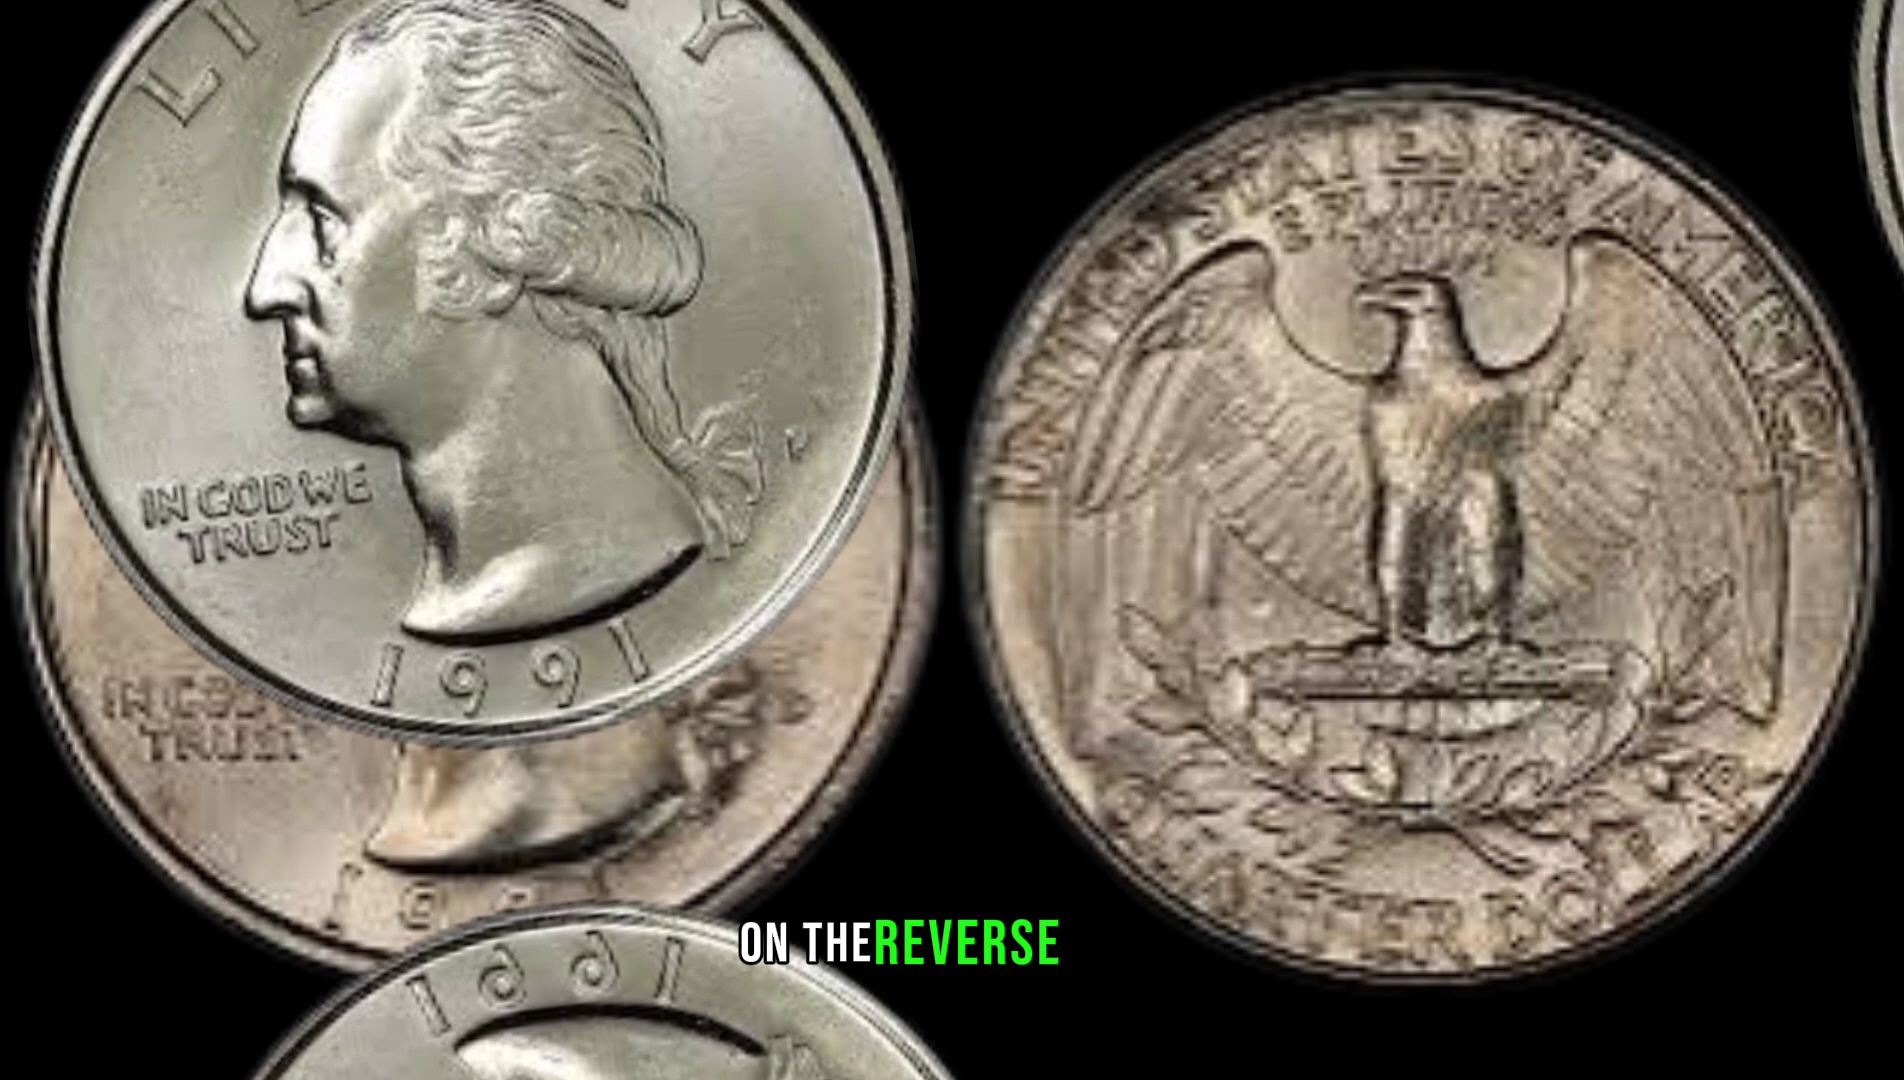 LIBERTY
IN GOD WE
TRUST
P
1991
IN GOD
TRUST
1991
UNITED STATES OF AMERICA
E PLURIBUS
UNUM
QUARTER DOLLAR
ON THE REVERSE